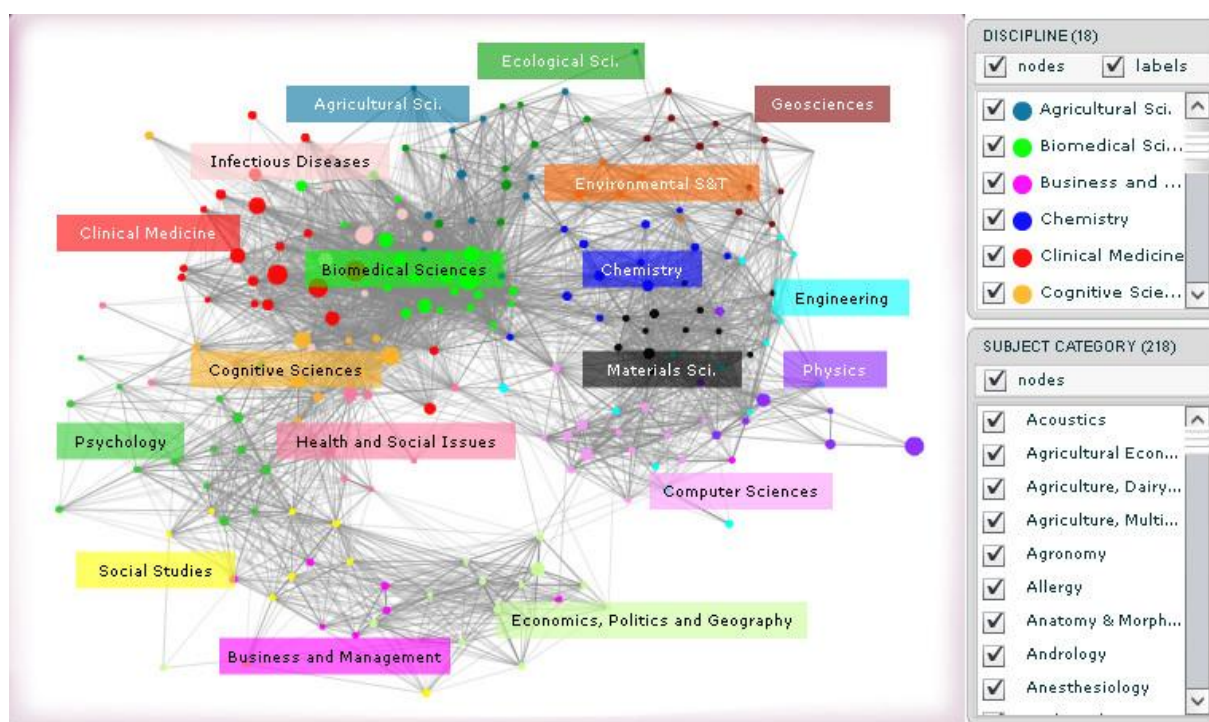 Ecological Sci.
Agricultural Sci.
Geosciences
Infectious Diseases
Environmental S&T
Clinical Medicine
Biomedical Sciences
Chemistry
Engineering
Cognitive Sciences
Materials Sci.
Physics
Psychology
Health and Social Issues
Computer Sciences
Social Studies
Economics, Politics and Geography
Business and Management
DISCIPLINE (18)
nodes labels
Agricultural Sci.
Biomedical Sci...
Business and ...
Chemistry
Clinical Medicine
Cognitive Scie...
SUBJECT CATEGORY (218)
nodes
Acoustics
Agricultural Econ...
Agriculture, Dairy...
Agriculture, Multi...
Agronomy
Allergy
Anatomy & Morph...
Andrology
Anesthesiology